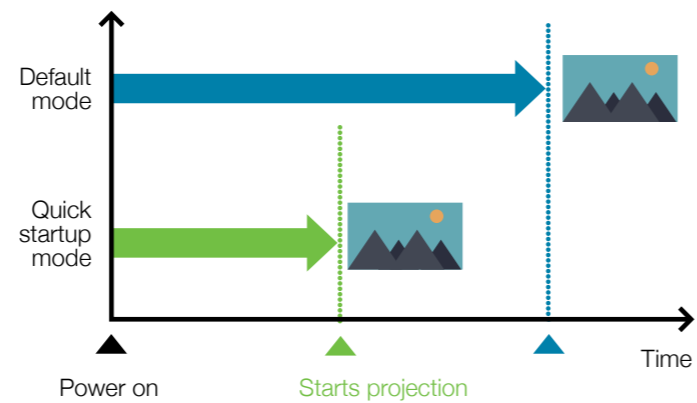 Default
mode
Quick
startup
mode
Time
Power on
Starts projection